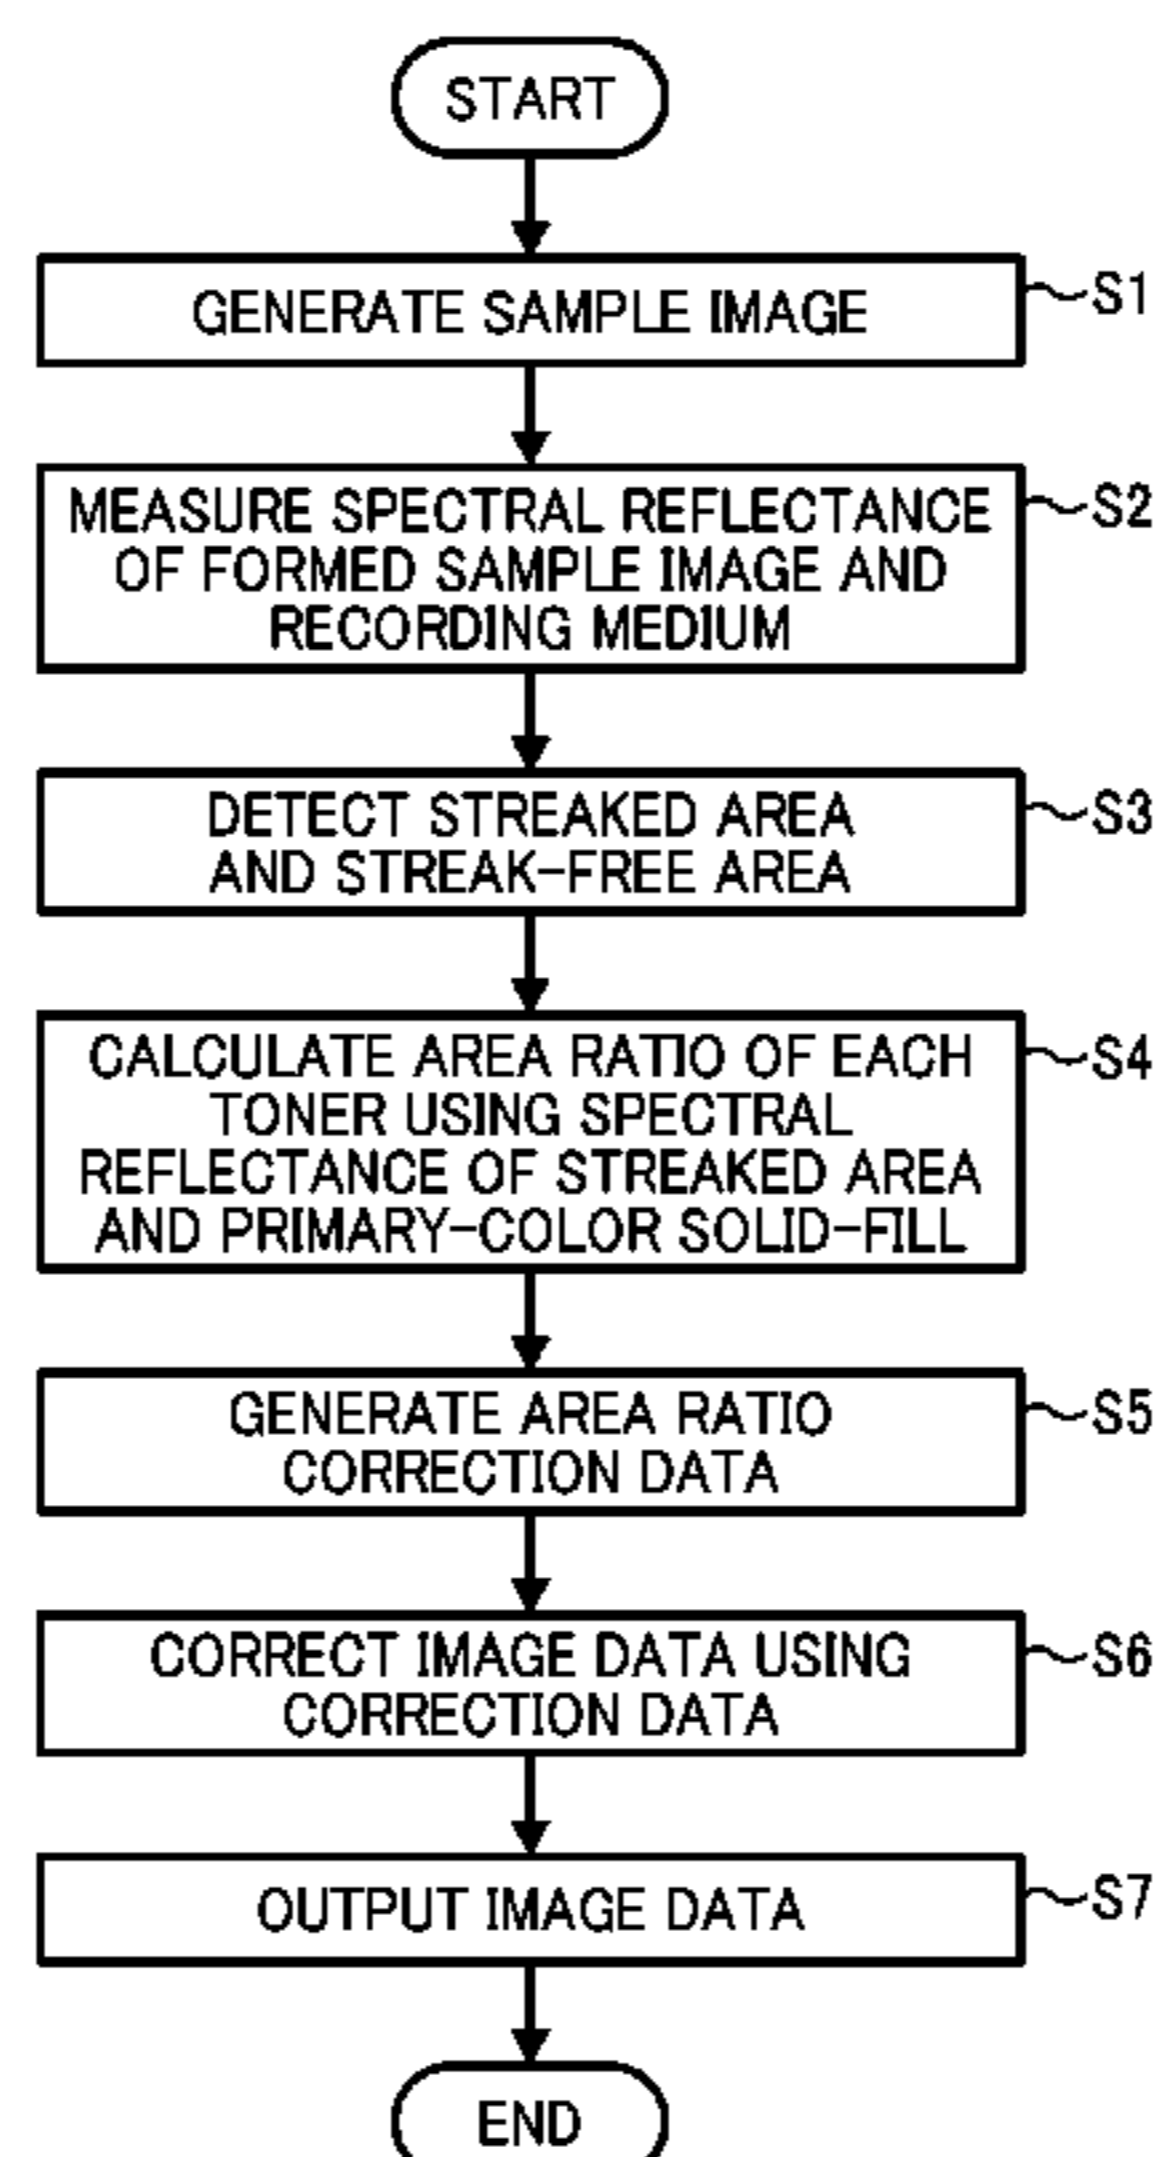 START
GENERATE SAMPLE IMAGE
S1
MEASURE SPECTRAL REFLECTANCE
OF FORMED SAMPLE IMAGE AND
RECORDING MEDIUM
S2
DETECT STREAKED AREA
AND STREAK-FREE AREA
S3
CALCULATE AREA RATIO OF EACH
TONER USING SPECTRAL
REFLECTANCE OF STREAKED AREA
AND PRIMARY-COLOR SOLID-FILL
S4
GENERATE AREA RATIO
CORRECTION DATA
S5
CORRECT IMAGE DATA USING
CORRECTION DATA
S6
OUTPUT IMAGE DATA
S7
END